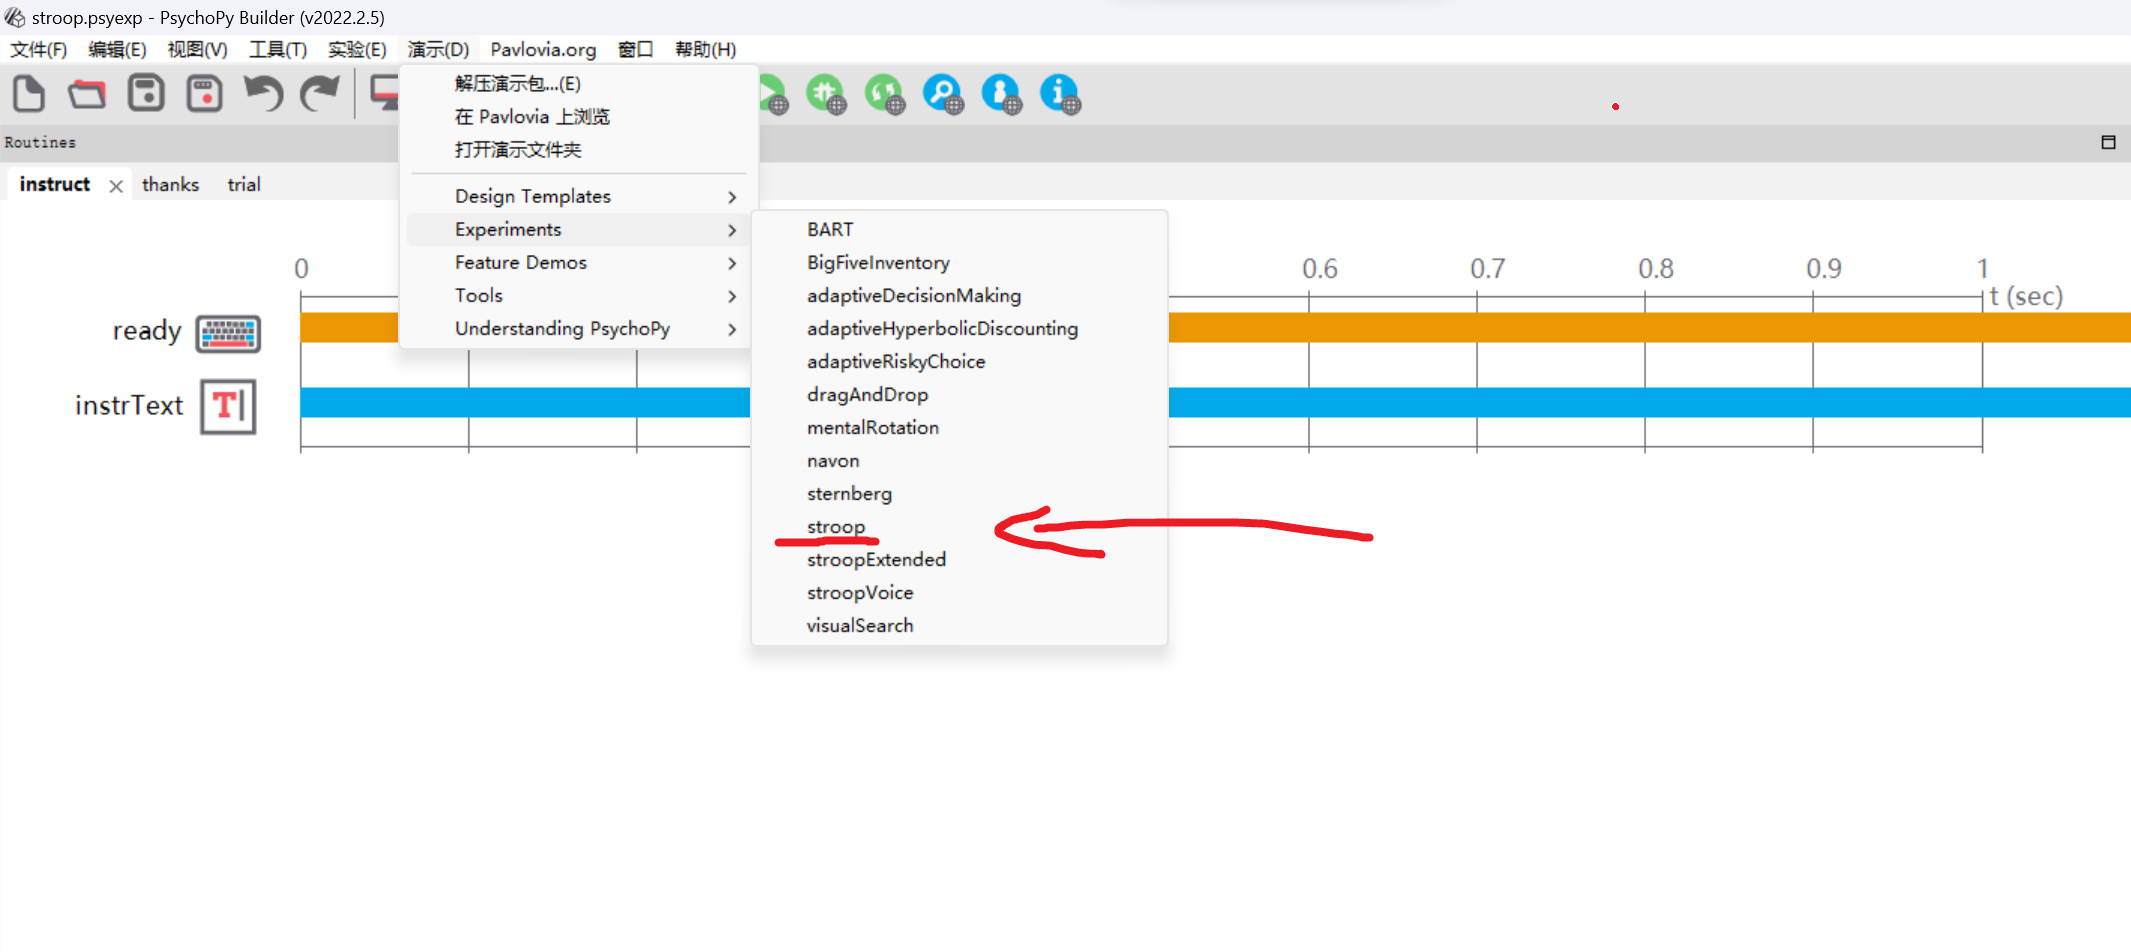 stroop.psyexp - PsychoPy Builder (v2022.2.5)
文件(F) 编辑(E) 视图(V) 工具(T) 实验(E) 演示(D) Pavlovia.org 窗口 帮助(H)
解压演示包...(E)
在 Pavlovia 上浏览
打开演示文件夹
Design Templates
Experiments
Feature Demos
Tools
Understanding PsychoPy
BART
BigFiveInventory
adaptiveDecisionMaking
adaptiveHyperbolicDiscounting
adaptiveRiskyChoice
dragAndDrop
mentalRotation
navon
sternberg
stroop
stroopExtended
stroopVoice
visualSearch
Routines
instruct thanks trial
0 0.6 0.7 0.8 0.9 1
t (sec)
ready
instrText